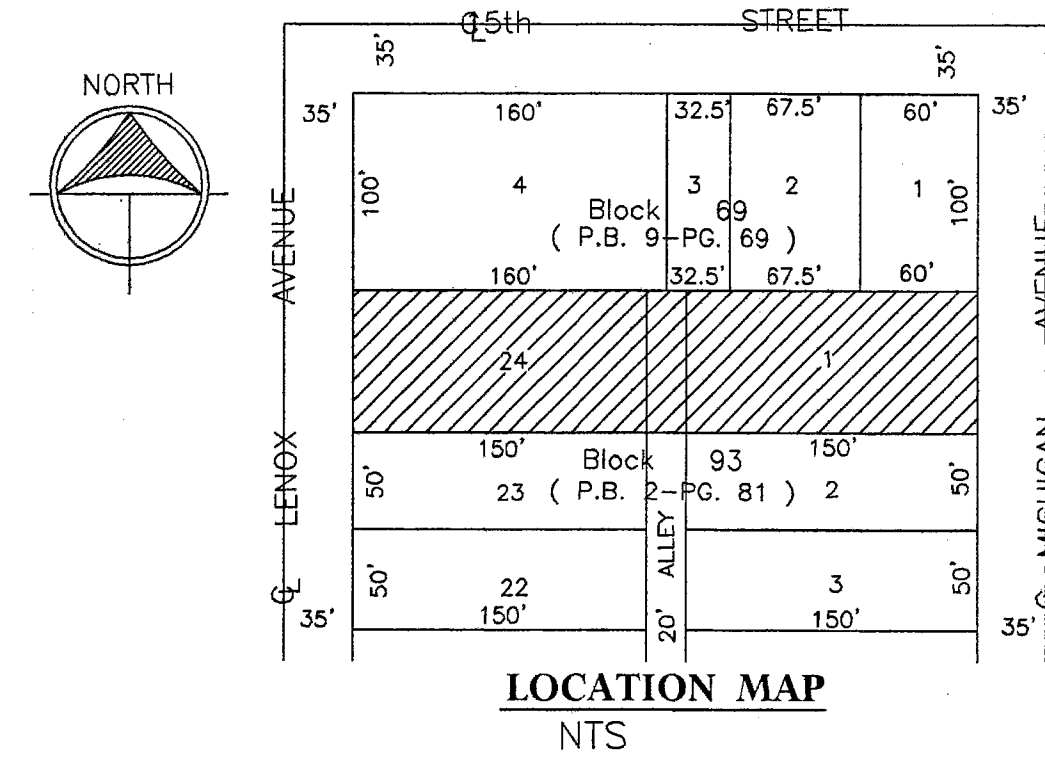 ℄ 5th STREET
35' 35'
NORTH
35' 160' 32.5' 67.5' 60' 35'
100' 4 3 2 1 100'
Block 69
( P.B. 9-PG. 69 )
160' 32.5' 67.5' 60'
AVENUE AVENUE
24 1
150' 150'
Block 93
50' 23 ( P.B. 2-PG. 81 ) 2 50'
℄ LENOX ℄ MICHIGAN
ALLEY
50' 22 3 50'
35' 150' 20' 150' 35'
LOCATION MAP
NTS